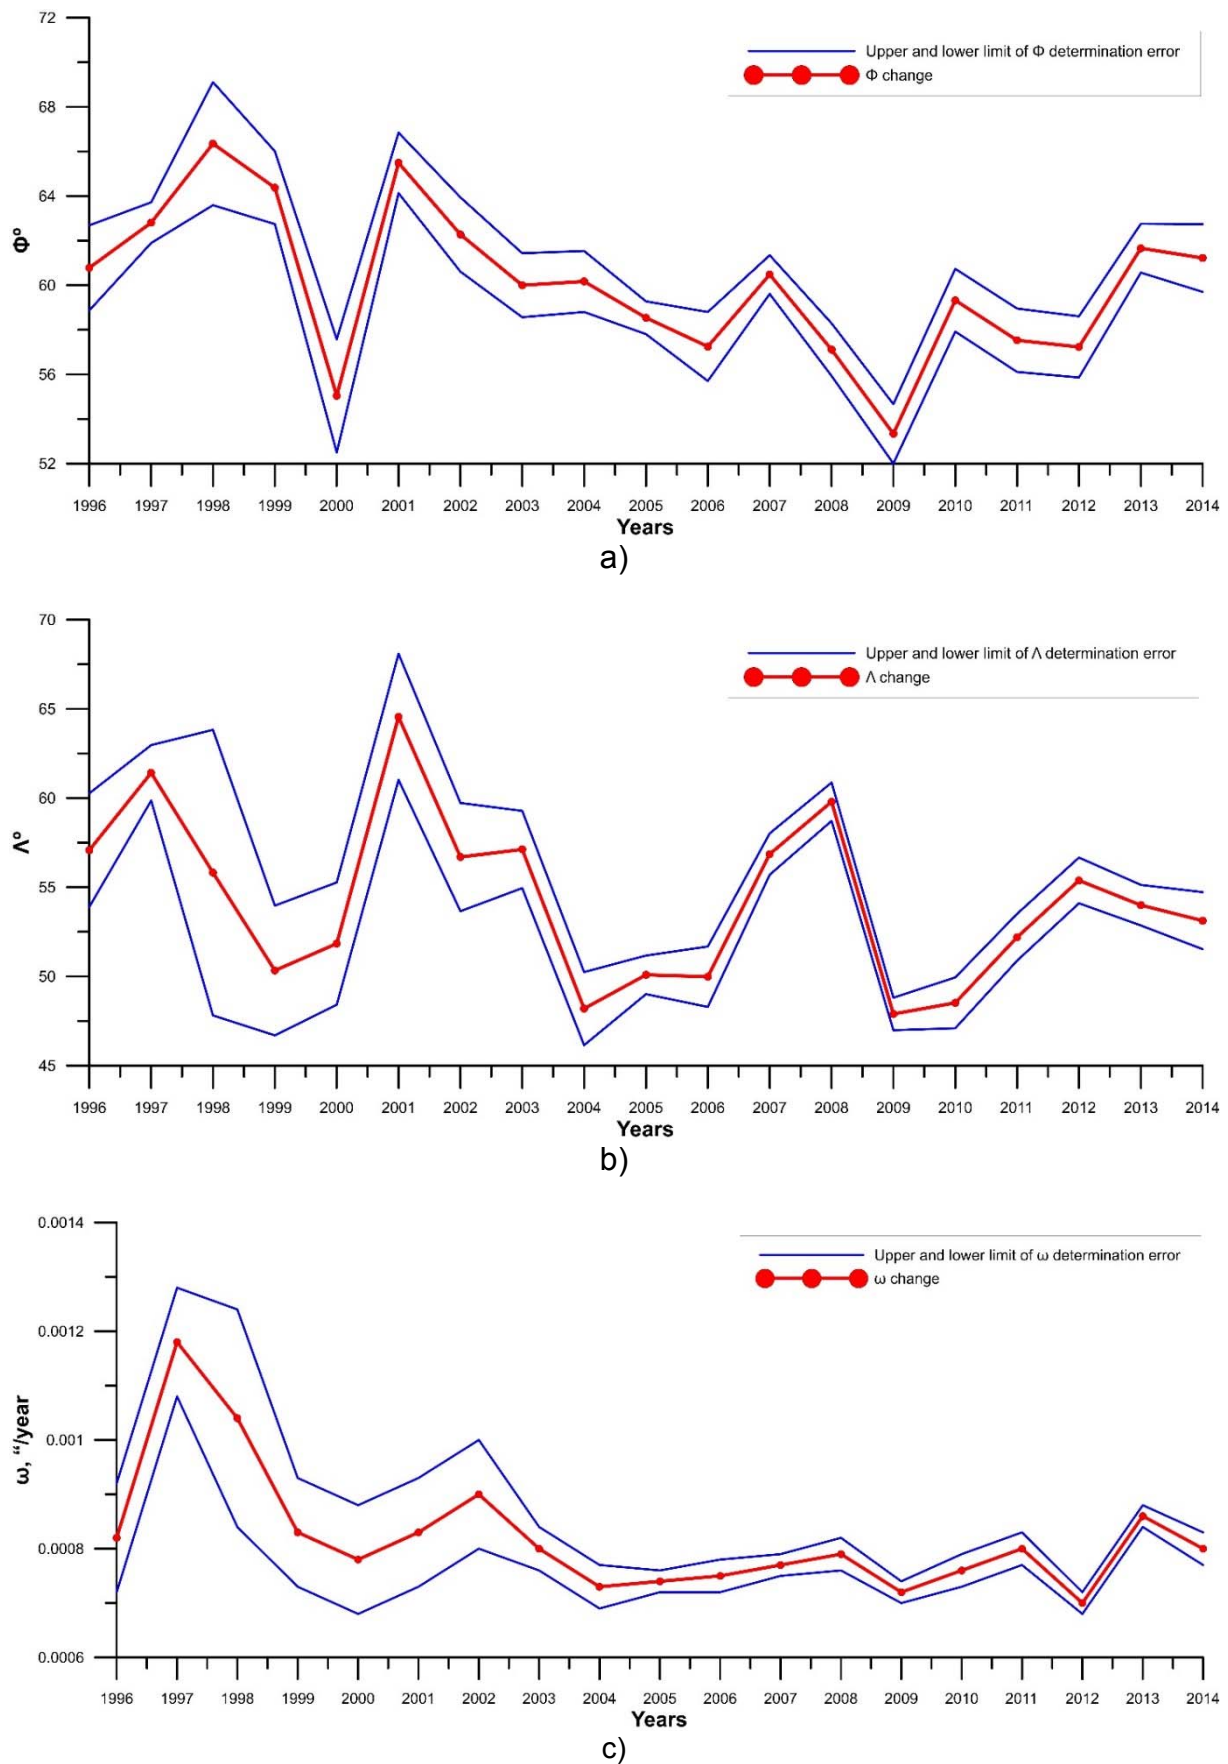 72
68
64
60
56
52
Φº
Upper and lower limit of Φ determination error
Φ change
1996 1997 1998 1999 2000 2001 2002 2003 2004 2005 2006 2007 2008 2009 2010 2011 2012 2013 2014
Years
a)
70
65
60
55
50
45
Λº
Upper and lower limit of Λ determination error
Λ change
1996 1997 1998 1999 2000 2001 2002 2003 2004 2005 2006 2007 2008 2009 2010 2011 2012 2013 2014
Years
b)
0.0014
0.0012
0.001
0.0008
0.0006
ω, “/year
Upper and lower limit of ω determination error
ω change
1996 1997 1998 1999 2000 2001 2002 2003 2004 2005 2006 2007 2008 2009 2010 2011 2012 2013 2014
Years
c)